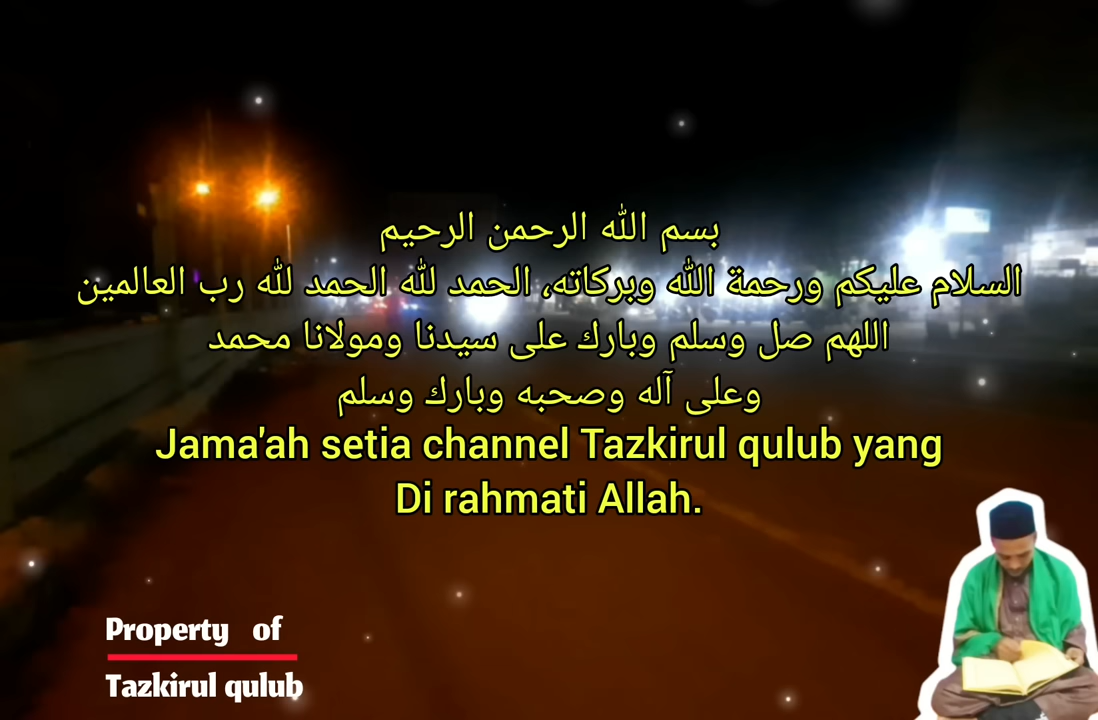 بسم الله الرحمن الرحيم
السلام عليكم ورحمة الله وبركاته، الحمد لله الحمد لله رب العالمين
اللهم صل وسلم وبارك على سيدنا ومولانا محمد
وعلى آله وصحبه وبارك وسلم
Jama'ah setia channel Tazkirul qulub yang
Di rahmati Allah.
Property of
Tazkirul qulub